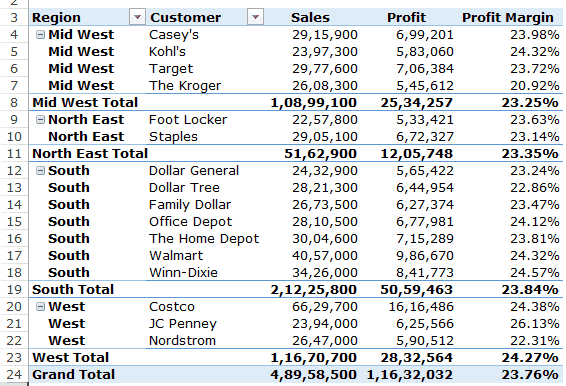 2
3 Region Customer Sales Profit Profit Margin
4 Mid West Casey's 29,15,900 6,99,201 23.98%
5 Mid West Kohl's 23,97,300 5,83,060 24.32%
6 Mid West Target 29,77,600 7,06,384 23.72%
7 Mid West The Kroger 26,08,300 5,45,612 20.92%
8 Mid West Total 1,08,99,100 25,34,257 23.25%
9 North East Foot Locker 22,57,800 5,33,421 23.63%
10 North East Staples 29,05,100 6,72,327 23.14%
11 North East Total 51,62,900 12,05,748 23.35%
12 South Dollar General 24,32,900 5,65,422 23.24%
13 South Dollar Tree 28,21,300 6,44,954 22.86%
14 South Family Dollar 26,73,500 6,27,374 23.47%
15 South Office Depot 28,10,500 6,77,981 24.12%
16 South The Home Depot 30,04,600 7,15,289 23.81%
17 South Walmart 40,57,000 9,86,670 24.32%
18 South Winn-Dixie 34,26,000 8,41,773 24.57%
19 South Total 2,12,25,800 50,59,463 23.84%
20 West Costco 66,29,700 16,16,486 24.38%
21 West JC Penney 23,94,000 6,25,566 26.13%
22 West Nordstrom 26,47,000 5,90,512 22.31%
23 West Total 1,16,70,700 28,32,564 24.27%
24 Grand Total 4,89,58,500 1,16,32,032 23.76%